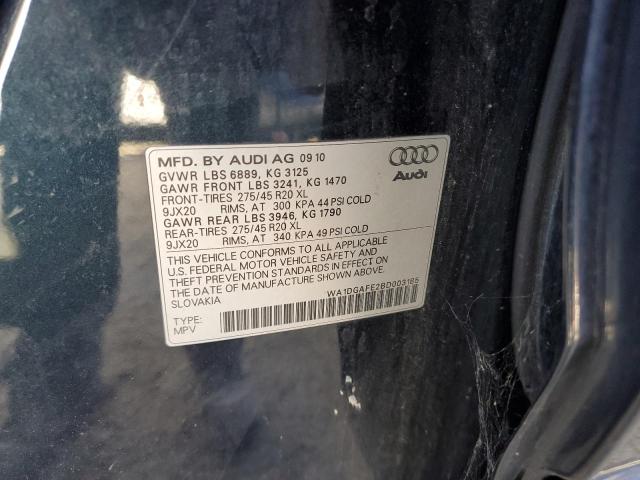 MFD. BY AUDI AG 09 10
GVWR LBS 6889, KG 3125
GAWR FRONT LBS 3241, KG 1470
FRONT-TIRES 275/45 R20 XL
9JX20 RIMS, AT 300 KPA 44 PSI COLD
GAWR REAR LBS 3946, KG 1790
REAR-TIRES 275/45 R20 XL
9JX20 RIMS, AT 340 KPA 49 PSI COLD
Audi
THIS VEHICLE CONFORMS TO ALL APPLICABLE
U.S. FEDERAL MOTOR VEHICLE SAFETY AND
THEFT PREVENTION STANDARDS IN EFFECT ON
THE DATE OF MANUFACTURE SHOWN ABOVE.
SLOVAKIA
WA1DGAFE2BD003185
TYPE:
MPV